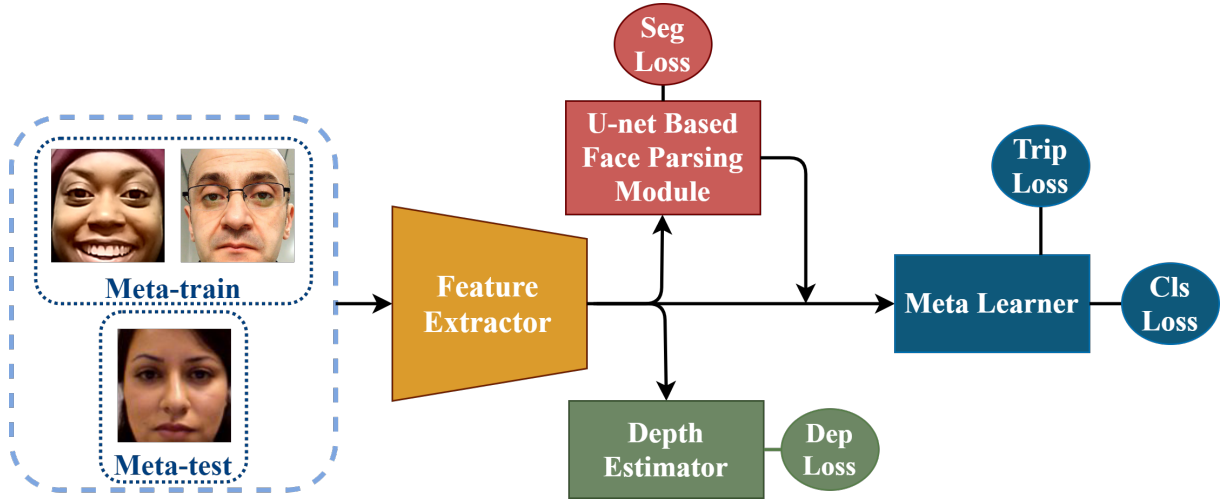 Meta-train
Meta-test
Feature
Extractor
Seg
Loss
U-net Based
Face Parsing
Module
Depth
Estimator
Dep
Loss
Trip
Loss
Meta Learner
Cls
Loss